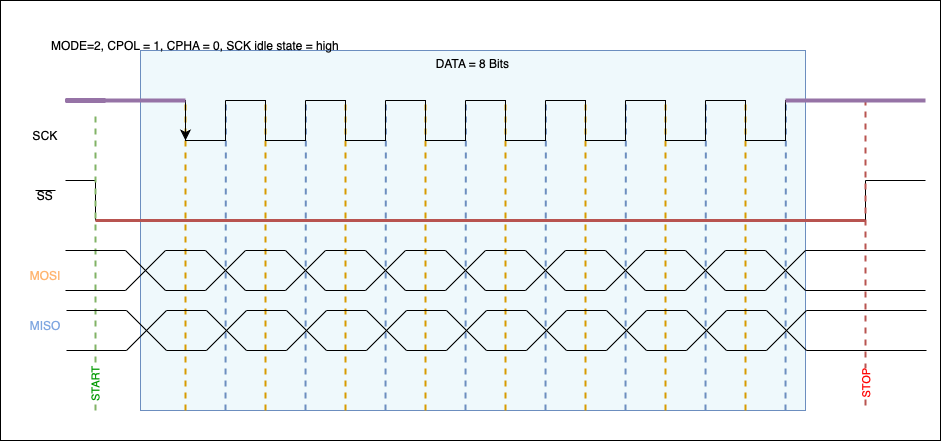 MODE=2, CPOL = 1, CPHA = 0, SCK idle state = high
DATA = 8 Bits
SCK
SS
MOSI
MISO
START
STOP